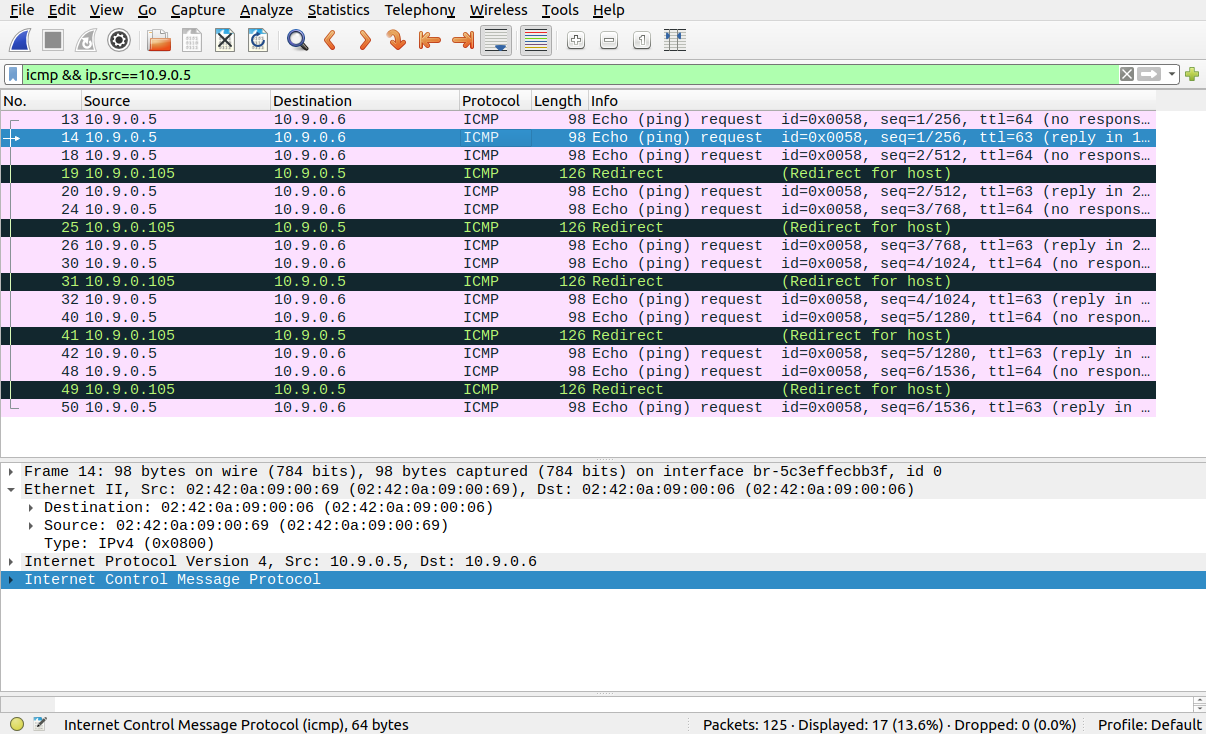 File Edit View Go Capture Analyze Statistics Telephony Wireless Tools Help
icmp && ip.src==10.9.0.5
No. Source Destination Protocol Length Info
13 10.9.0.5 10.9.0.6 ICMP 98 Echo (ping) request id=0x0058, seq=1/256, ttl=64 (no respons…
14 10.9.0.5 10.9.0.6 ICMP 98 Echo (ping) request id=0x0058, seq=1/256, ttl=63 (reply in 1…
18 10.9.0.5 10.9.0.6 ICMP 98 Echo (ping) request id=0x0058, seq=2/512, ttl=64 (no respons…
19 10.9.0.105 10.9.0.5 ICMP 126 Redirect (Redirect for host)
20 10.9.0.5 10.9.0.6 ICMP 98 Echo (ping) request id=0x0058, seq=2/512, ttl=63 (reply in 2…
24 10.9.0.5 10.9.0.6 ICMP 98 Echo (ping) request id=0x0058, seq=3/768, ttl=64 (no respons…
25 10.9.0.105 10.9.0.5 ICMP 126 Redirect (Redirect for host)
26 10.9.0.5 10.9.0.6 ICMP 98 Echo (ping) request id=0x0058, seq=3/768, ttl=63 (reply in 2…
30 10.9.0.5 10.9.0.6 ICMP 98 Echo (ping) request id=0x0058, seq=4/1024, ttl=64 (no respon…
31 10.9.0.105 10.9.0.5 ICMP 126 Redirect (Redirect for host)
32 10.9.0.5 10.9.0.6 ICMP 98 Echo (ping) request id=0x0058, seq=4/1024, ttl=63 (reply in …
40 10.9.0.5 10.9.0.6 ICMP 98 Echo (ping) request id=0x0058, seq=5/1280, ttl=64 (no respon…
41 10.9.0.105 10.9.0.5 ICMP 126 Redirect (Redirect for host)
42 10.9.0.5 10.9.0.6 ICMP 98 Echo (ping) request id=0x0058, seq=5/1280, ttl=63 (reply in …
48 10.9.0.5 10.9.0.6 ICMP 98 Echo (ping) request id=0x0058, seq=6/1536, ttl=64 (no respon…
49 10.9.0.105 10.9.0.5 ICMP 126 Redirect (Redirect for host)
50 10.9.0.5 10.9.0.6 ICMP 98 Echo (ping) request id=0x0058, seq=6/1536, ttl=63 (reply in …
Frame 14: 98 bytes on wire (784 bits), 98 bytes captured (784 bits) on interface br-5c3effecbb3f, id 0
Ethernet II, Src: 02:42:0a:09:00:69 (02:42:0a:09:00:69), Dst: 02:42:0a:09:00:06 (02:42:0a:09:00:06)
Destination: 02:42:0a:09:00:06 (02:42:0a:09:00:06)
Source: 02:42:0a:09:00:69 (02:42:0a:09:00:69)
Type: IPv4 (0x0800)
Internet Protocol Version 4, Src: 10.9.0.5, Dst: 10.9.0.6
Internet Control Message Protocol
Internet Control Message Protocol (icmp), 64 bytes Packets: 125 · Displayed: 17 (13.6%) · Dropped: 0 (0.0%) Profile: Default